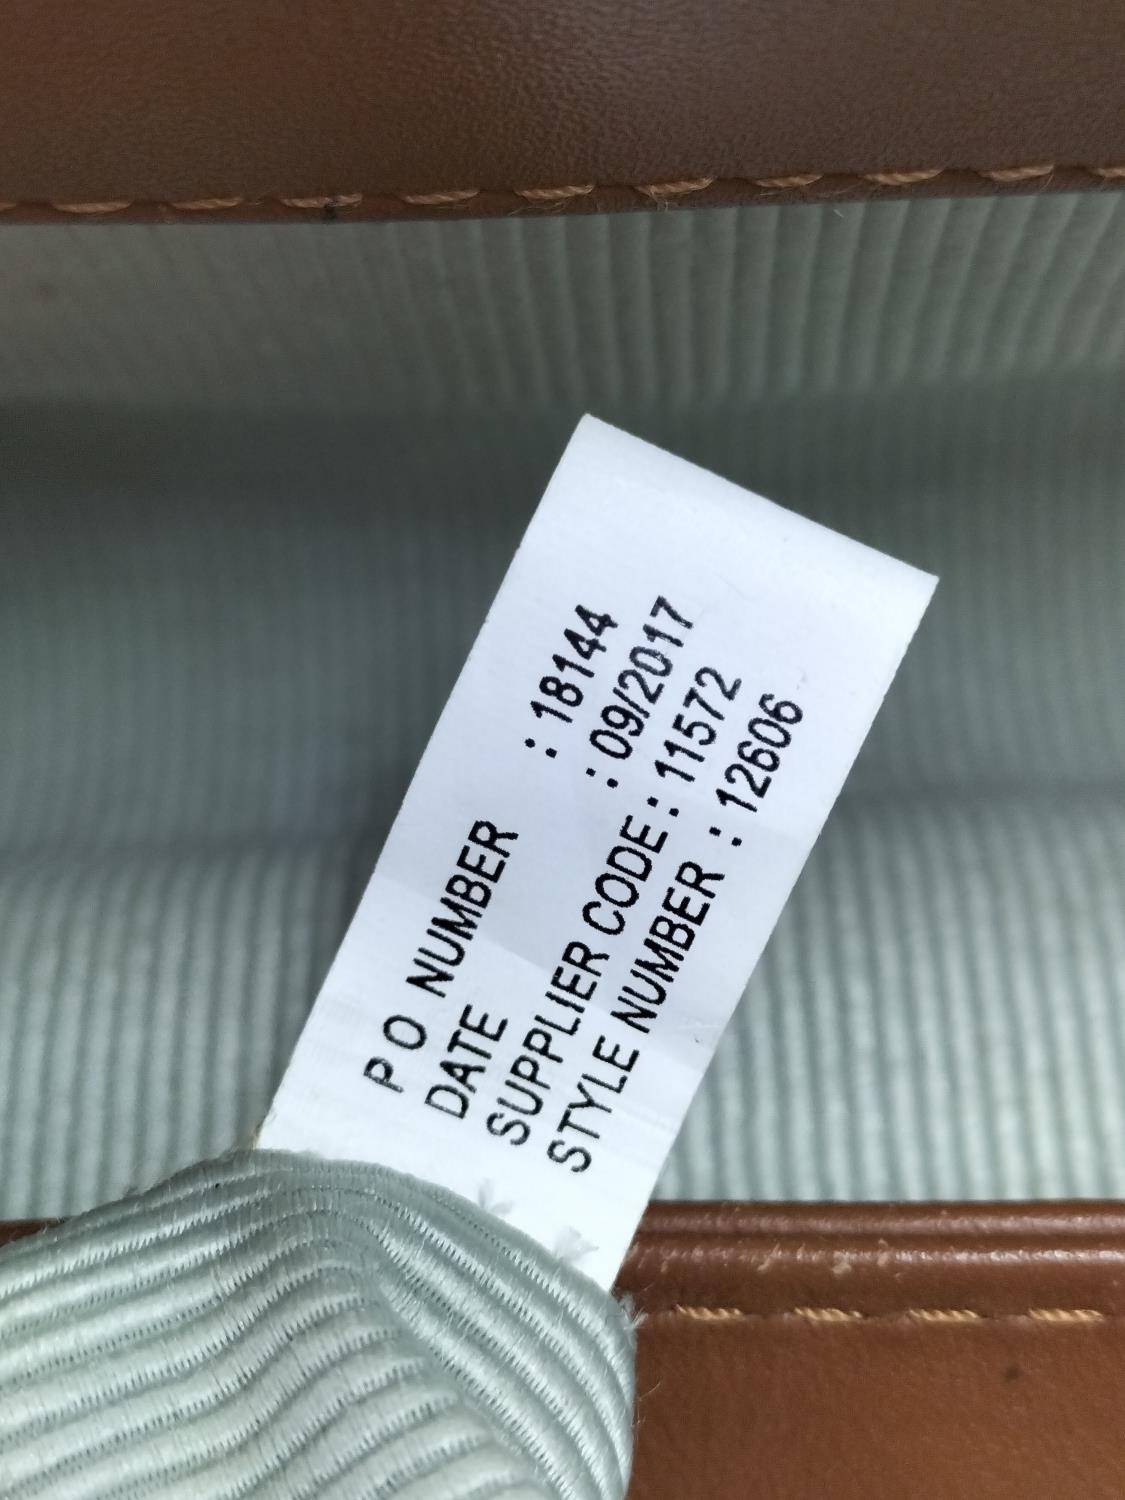 P O NUMBER : 18144
DATE : 09/2017
SUPPLIER CODE : 11572
STYLE NUMBER : 12606